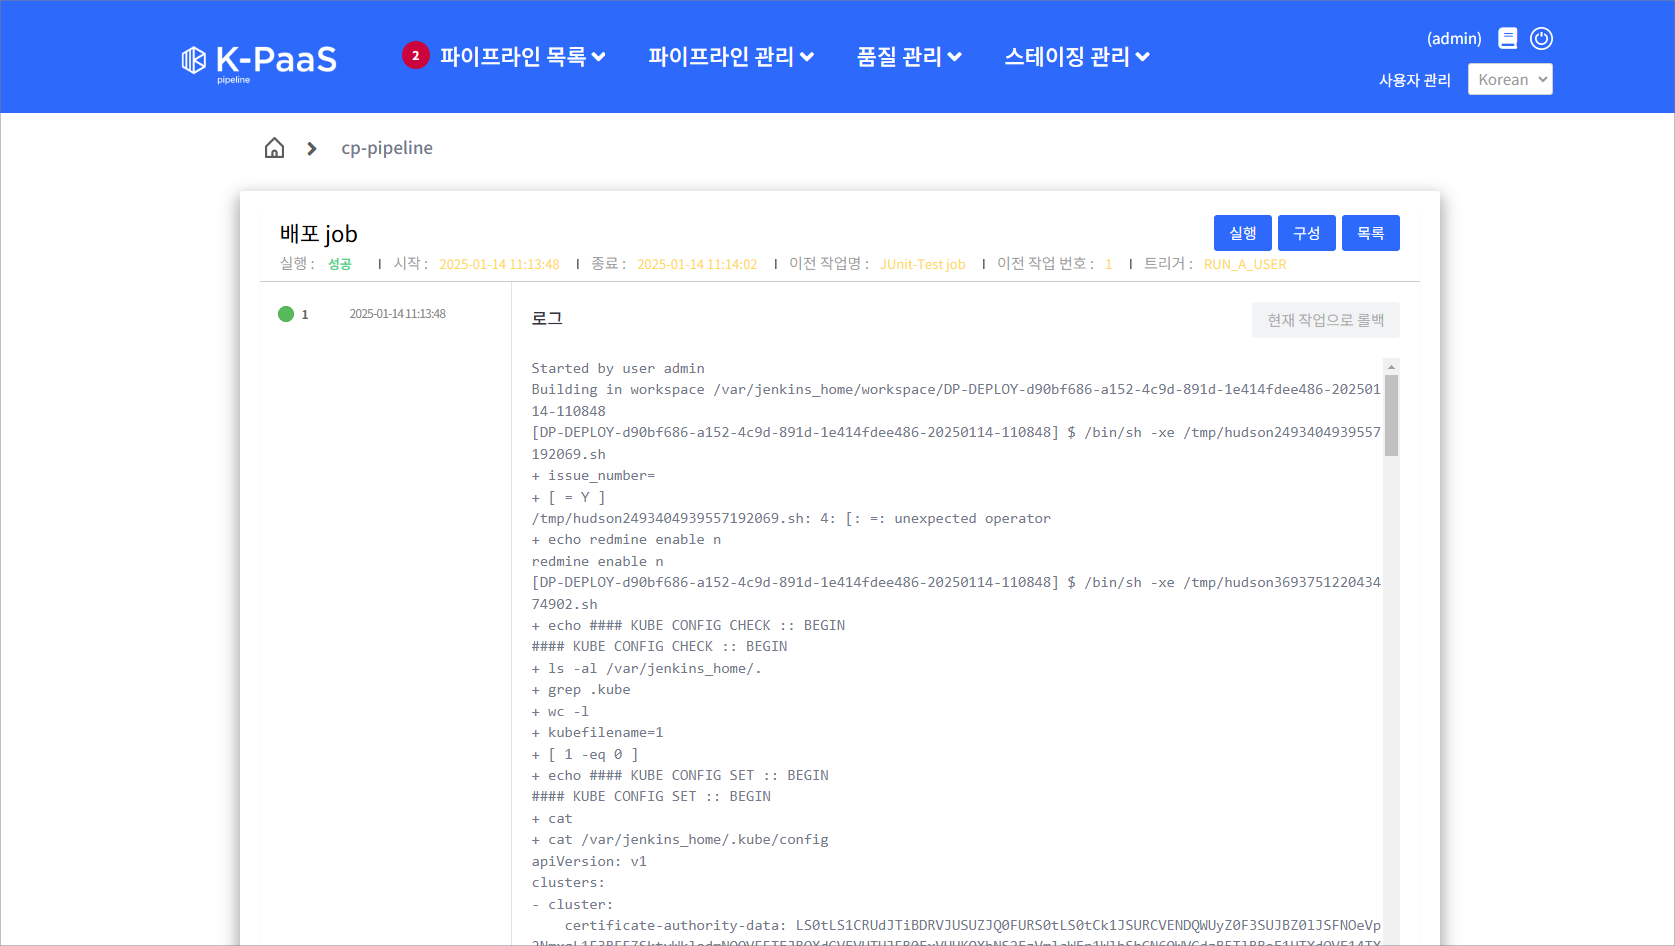 K-PaaS
pipeline
2 파이프라인 목록 파이프라인 관리 품질 관리 스테이징 관리
(admin)
사용자 관리 Korean
cp-pipeline
배포 job
실행 구성 목록
실행 : 성공 I 시작 : 2025-01-14 11:13:48 I 종료 : 2025-01-14 11:14:02 I 이전 작업명 : JUnit-Test job I 이전 작업 번호 : 1 I 트리거 : RUN_A_USER
1 2025-01-14 11:13:48
로그
현재 작업으로 롤백
Started by user admin
Building in workspace /var/jenkins_home/workspace/DP-DEPLOY-d90bf686-a152-4c9d-891d-1e414fdee486-202501
14-110848
[DP-DEPLOY-d90bf686-a152-4c9d-891d-1e414fdee486-20250114-110848] $ /bin/sh -xe /tmp/hudson2493404939557
192069.sh
+ issue_number=
+ [ = Y ]
/tmp/hudson2493404939557192069.sh: 4: [: =: unexpected operator
+ echo redmine enable n
redmine enable n
[DP-DEPLOY-d90bf686-a152-4c9d-891d-1e414fdee486-20250114-110848] $ /bin/sh -xe /tmp/hudson3693751220434
74902.sh
+ echo #### KUBE CONFIG CHECK :: BEGIN
#### KUBE CONFIG CHECK :: BEGIN
+ ls -al /var/jenkins_home/.
+ grep .kube
+ wc -l
+ kubefilename=1
+ [ 1 -eq 0 ]
+ echo #### KUBE CONFIG SET :: BEGIN
#### KUBE CONFIG SET :: BEGIN
+ cat
+ cat /var/jenkins_home/.kube/config
apiVersion: v1
clusters:
- cluster:
certificate-authority-data: LS0tLS1CRUdJTiBDRVJUSUZJQ0FURS0tLS0tCk1JSURCVENDQWUyZ0F3SUJBZ0lJSFNOeVp